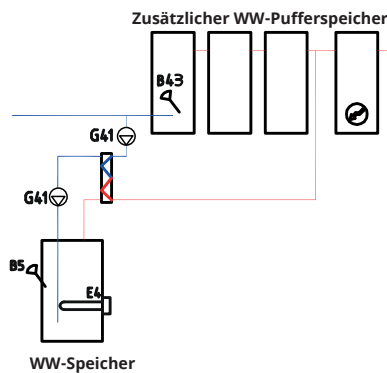 Zusätzlicher WW-Pufferspeicher
B43
G41
G41
B5
E4
WW-Speicher